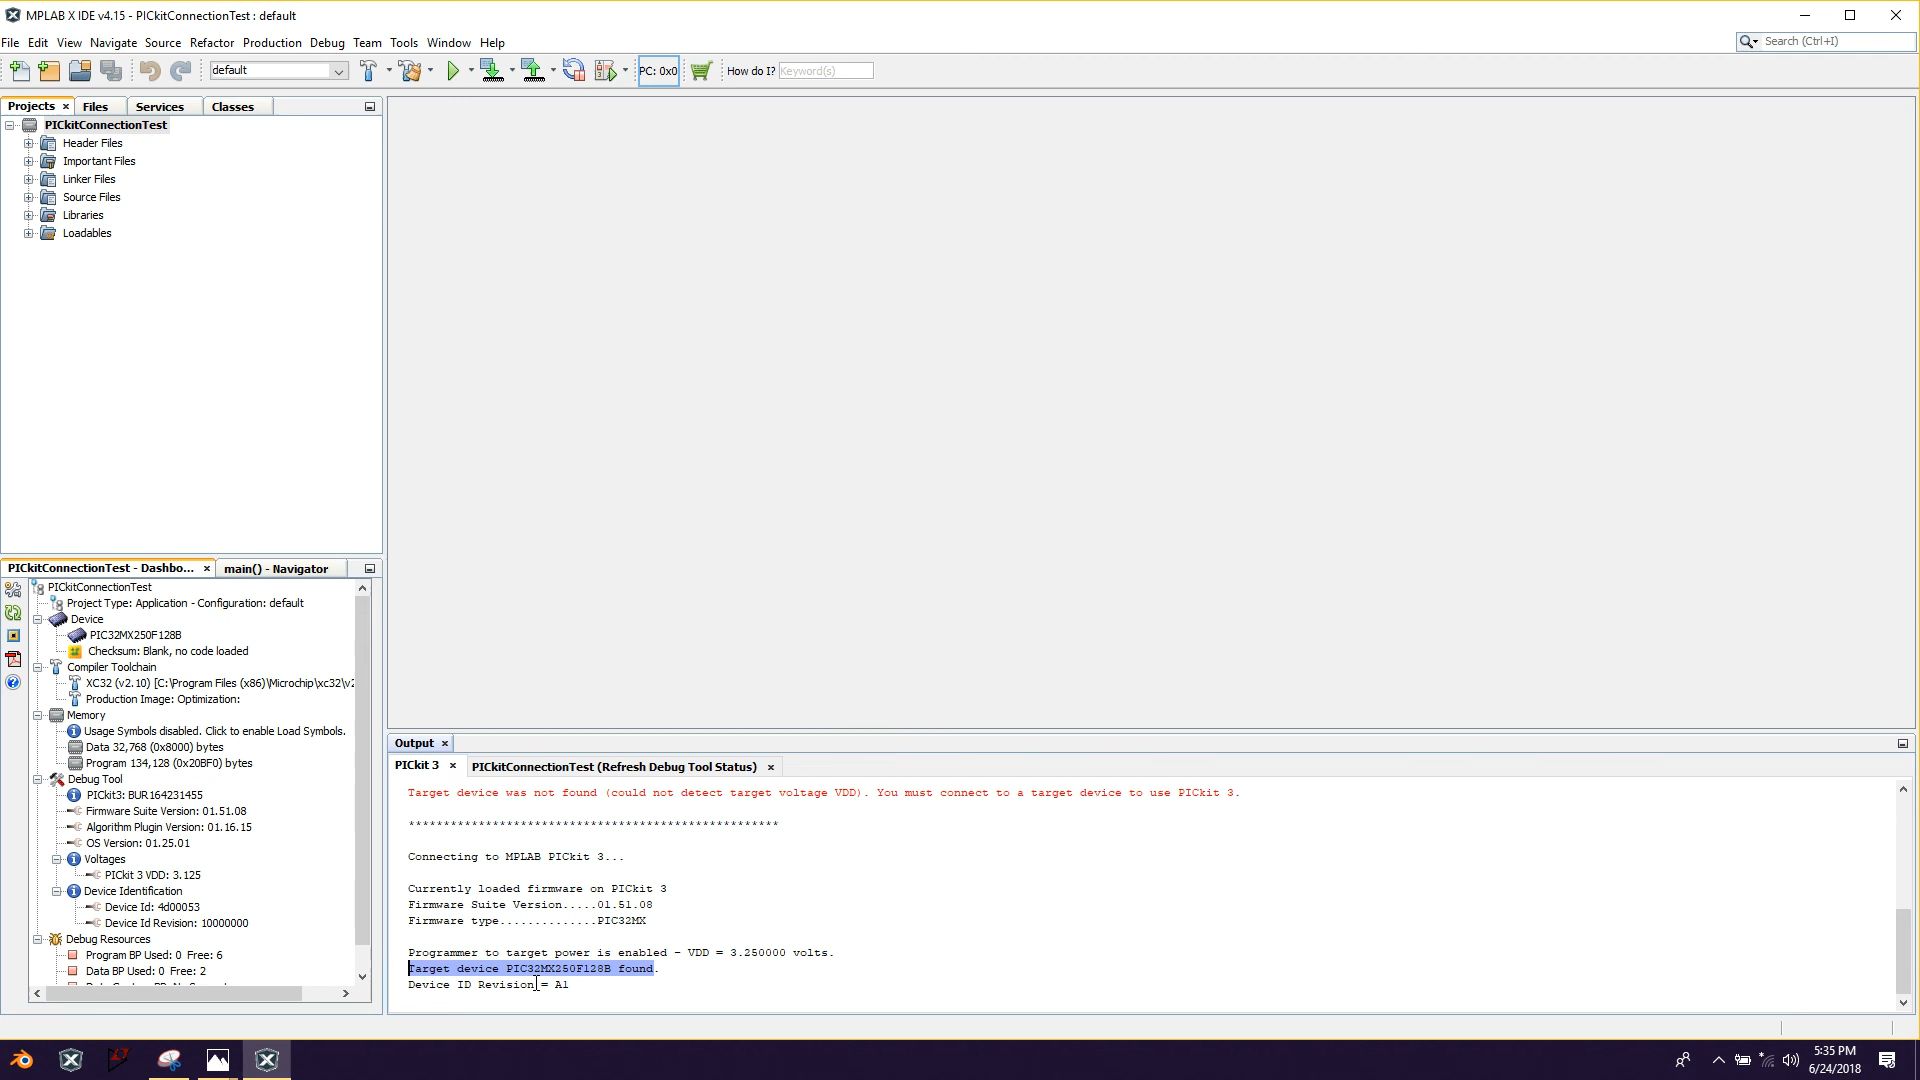 MPLAB X IDE v4.15 - PICkitConnectionTest : default
File Edit View Navigate Source Refactor Production Debug Team Tools Window Help
Search (Ctrl+I)
default
PC: 0x0
How do I? Keyword(s)
Projects Files Services Classes
PICkitConnectionTest
Header Files
Important Files
Linker Files
Source Files
Libraries
Loadables
PICkitConnectionTest - Dashbo... main() - Navigator
PICkitConnectionTest
Project Type: Application - Configuration: default
Device
PIC32MX250F128B
Checksum: Blank, no code loaded
Compiler Toolchain
XC32 (v2.10) [C:\Program Files (x86)\Microchip\xc32\v2
Production Image: Optimization:
Memory
Usage Symbols disabled. Click to enable Load Symbols.
Data 32,768 (0x8000) bytes
Program 134,128 (0x20BF0) bytes
Debug Tool
PICkit3: BUR164231455
Firmware Suite Version: 01.51.08
Algorithm Plugin Version: 01.16.15
OS Version: 01.25.01
Voltages
PICkit 3 VDD: 3.125
Device Identification
Device Id: 4d00053
Device Id Revision: 10000000
Debug Resources
Program BP Used: 0 Free: 6
Data BP Used: 0 Free: 2
Output
PICkit 3 PICkitConnectionTest (Refresh Debug Tool Status)
Target device was not found (could not detect target voltage VDD). You must connect to a target device to use PICkit 3.
*****************************************************
Connecting to MPLAB PICkit 3...
Currently loaded firmware on PICkit 3
Firmware Suite Version.....01.51.08
Firmware type..............PIC32MX
Programmer to target power is enabled - VDD = 3.250000 volts.
Target device PIC32MX250F128B found.
Device ID Revision = A1
5:35 PM
6/24/2018